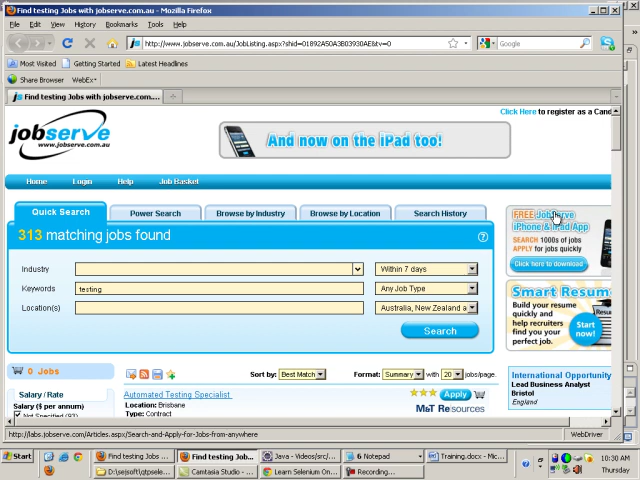 Find testing Jobs with jobserve.com.au - Mozilla Firefox
File Edit View History Bookmarks Tools Help
http://www.jobserve.com.au/JobListing.aspx?shid=01892A50A3B03930AE&tv=0
Google
Most Visited Getting Started Latest Headlines
Share Browser WebEx
Find testing Jobs with jobserve.com....
Click Here to register as a Cand
jobserve
www.jobserve.com.au
And now on the iPad too!
Home Login Help Job Basket
Quick Search Power Search Browse by Industry Browse by Location Search History
313 matching jobs found
Industry Within 7 days
Keywords testing Any Job Type
Location(s) Australia, New Zealand a
Search
FREE JobServe
iPhone & iPad App
SEARCH 1000s of jobs
APPLY for jobs quickly
Click here to download
Smart Resum
Build your resume
quickly and
help recruiters
find you your
perfect job.
Start
now!
0 Jobs
Sort by: Best Match Format: Summary with 20 jobs/page.
Salary / Rate
Salary ($ per annum)
Not Specified (93)
Automated Testing Specialist
Location: Brisbane
Type: Contract
Apply
M&T Resources
International Opportunity
Lead Business Analyst
Bristol
England
http://labs.jobserve.com/Articles.aspx/Search-and-Apply-for-Jobs-from-anywhere
WebDriver
Start
Find testing Jobs ...
Find testing Job...
Java - Videos/src/...
6 Notepad
Training.docx - Mic...
D:\sejsoft\qtpsele...
Camtasia Studio - ...
Learn Selenium On...
Recording...
10:30 AM
Thursday